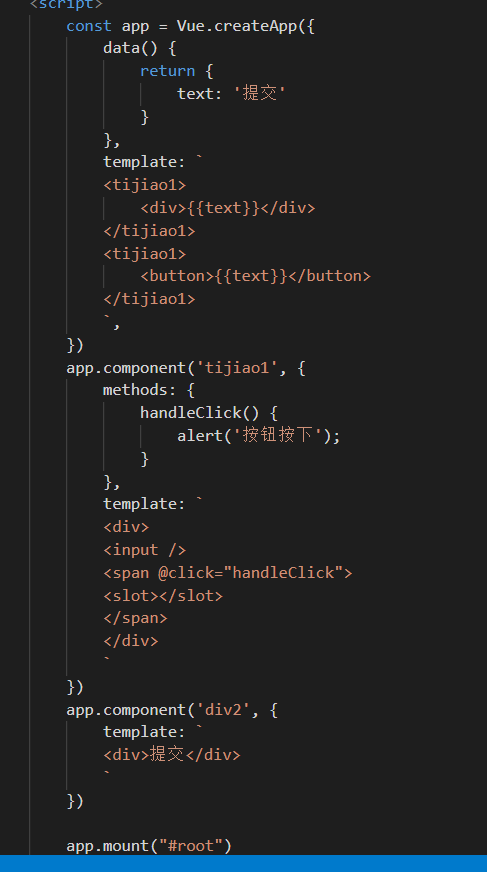 <script>
const app = Vue.createApp({
data() {
return {
text: '提交'
}
},
template: `
<tijiao1>
<div>{{text}}</div>
</tijiao1>
<tijiao1>
<button>{{text}}</button>
</tijiao1>
`,
})
app.component('tijiao1', {
methods: {
handleClick() {
alert('按钮按下');
}
},
template: `
<div>
<input />
<span @click="handleClick">
<slot></slot>
</span>
</div>
`
})
app.component('div2', {
template: `
<div>提交</div>
`
})
app.mount("#root")